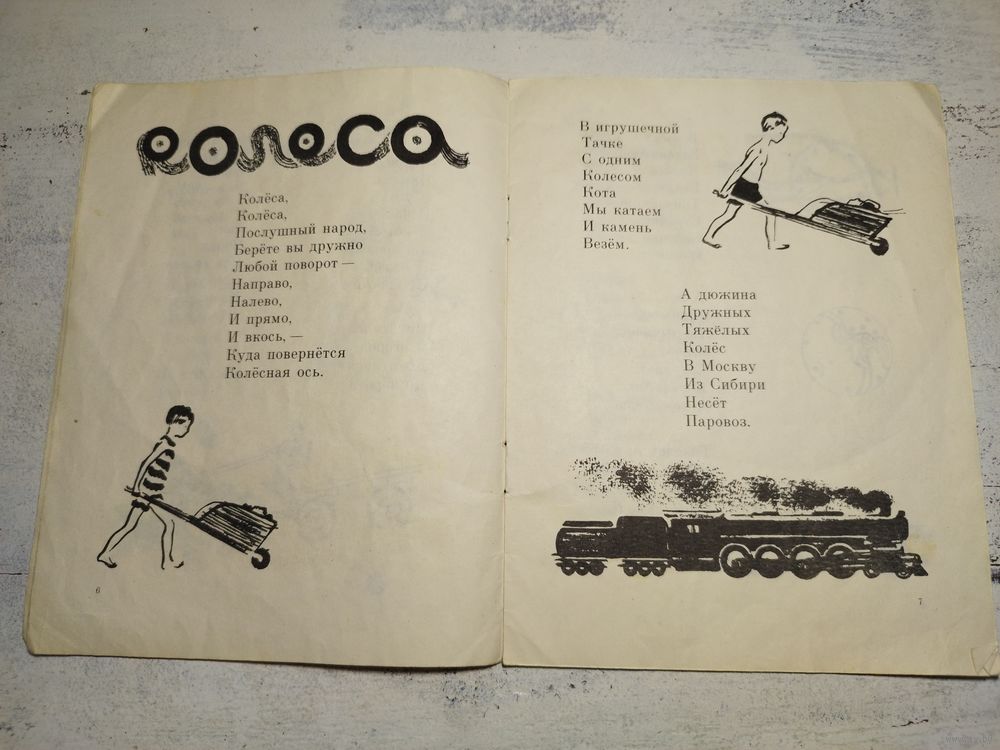 колеса
Колёса,
Колёса,
Послушный народ,
Берёте вы дружно
Любой поворот —
Направо,
Налево,
И прямо,
И вкось, —
Куда повернётся
Колёсная ось.
6
В игрушечной
Тачке
С одним
Колесом
Кота
Мы катаем
И камень
Везём.
А дюжина
Дружных
Тяжёлых
Колёс
В Москву
Из Сибири
Несёт
Паровоз.
7